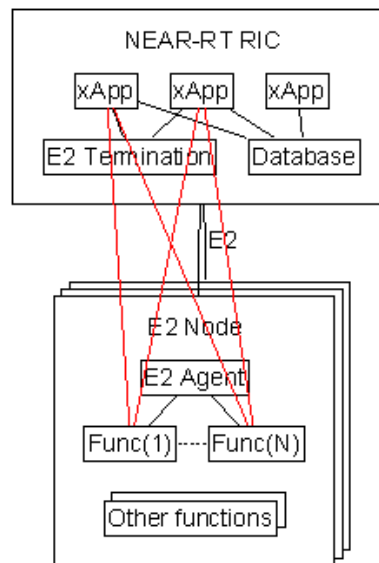 NEAR-RT RIC
xApp xApp xApp
E2 Termination Database
E2
E2 Node
E2 Agent
Func(1) Func(N)
Other functions